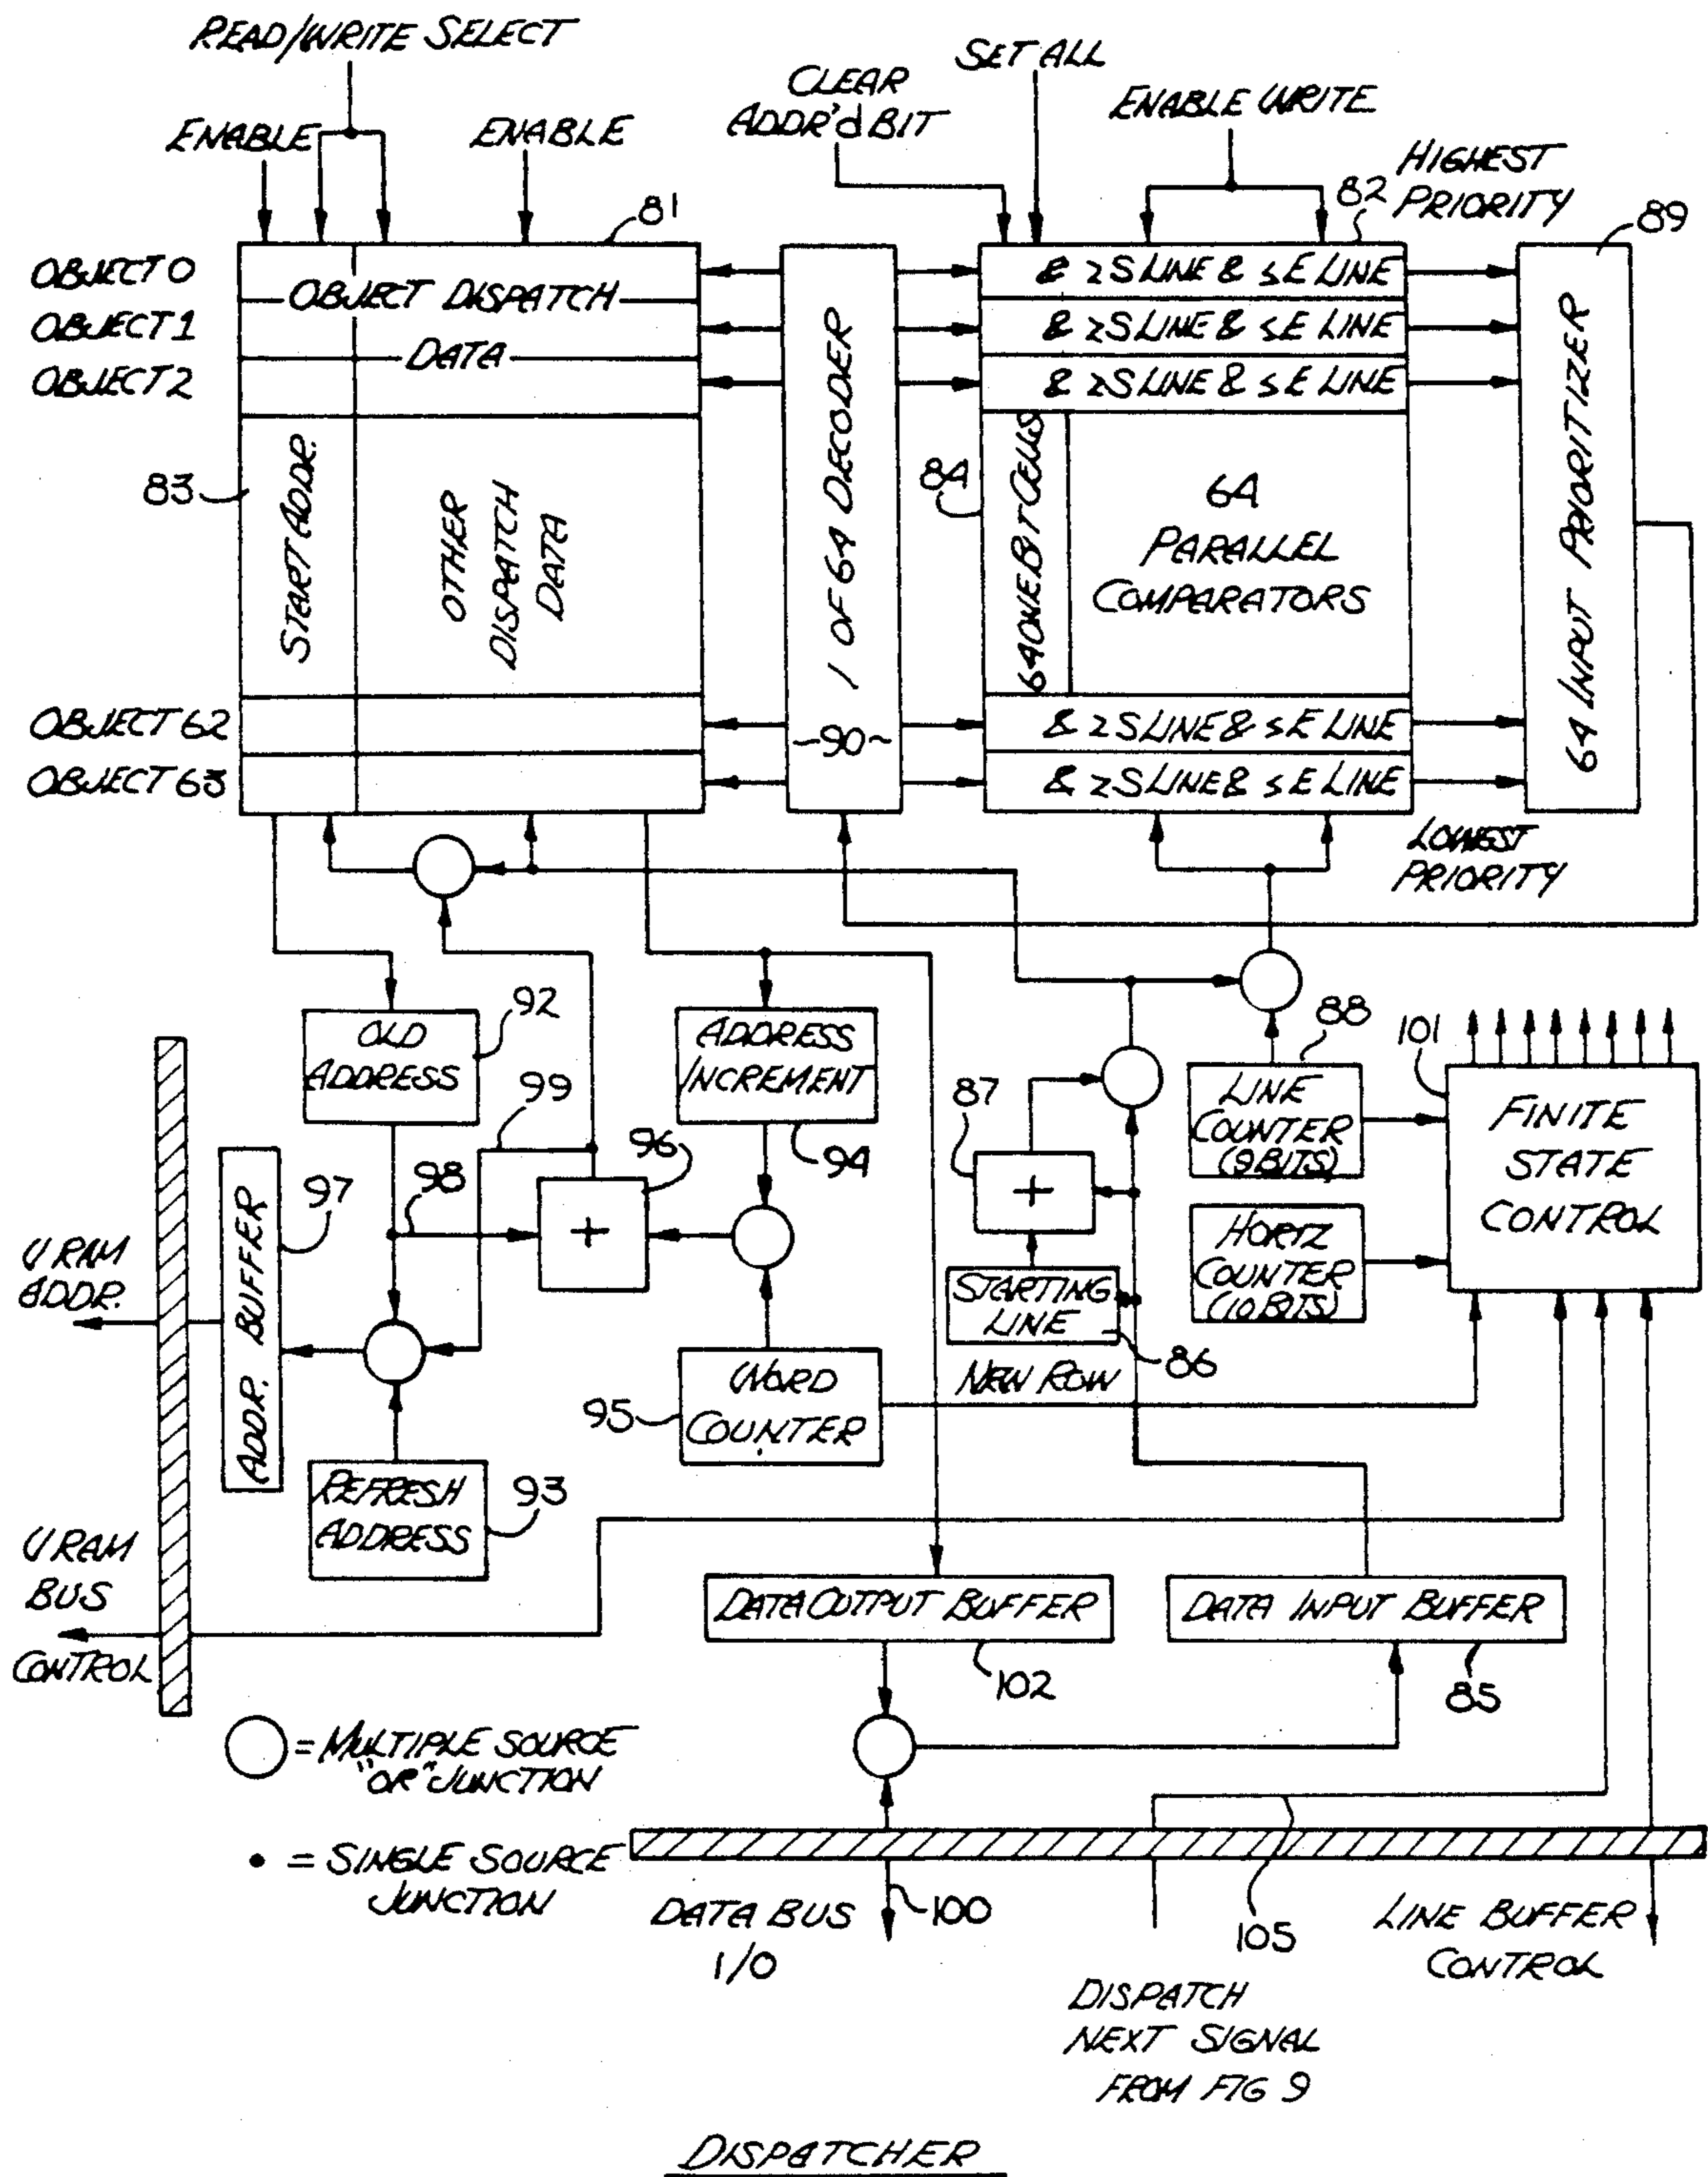 READ/WRITE SELECT
ENABLE
ENABLE
CLEAR
ADDR'd BIT
SET ALL
ENABLE WRITE
HIGHEST
PRIORITY
81
82
89
OBJECT 0
OBJECT 1
OBJECT 2
OBJECT DISPATCH
DATA
& ≥S LINE & ≤E LINE
& ≥S LINE & ≤E LINE
& ≥S LINE & ≤E LINE
83
START ADDR.
OTHER
DISPATCH
DATA
1 OF 64 DECODER
~90~
84
64 ONE BIT CELLS
64
PARALLEL
COMPARATORS
64 INPUT PRIORITIZER
OBJECT 62
OBJECT 63
& ≥S LINE & ≤E LINE
& ≥S LINE & ≤E LINE
LOWEST
PRIORITY
OLD
ADDRESS
92
ADDRESS
INCREMENT
94
99
98
96
+
87
+
88
LINE
COUNTER
(9 BITS)
HORTZ
COUNTER
(10 BITS)
101
FINITE
STATE
CONTROL
97
ADDR. BUFFER
VRAM
ADDR.
STARTING
LINE
86
NEW ROW
95
WORD
COUNTER
REFRESH
ADDRESS
93
VRAM
BUS
CONTROL
DATA OUTPUT BUFFER
102
DATA INPUT BUFFER
85
= MULTIPLE SOURCE
"OR" JUNCTION
= SINGLE SOURCE
JUNCTION
DATA BUS
I/O
100
105
DISPATCH
NEXT SIGNAL
FROM FIG 9
LINE BUFFER
CONTROL
DISPATCHER